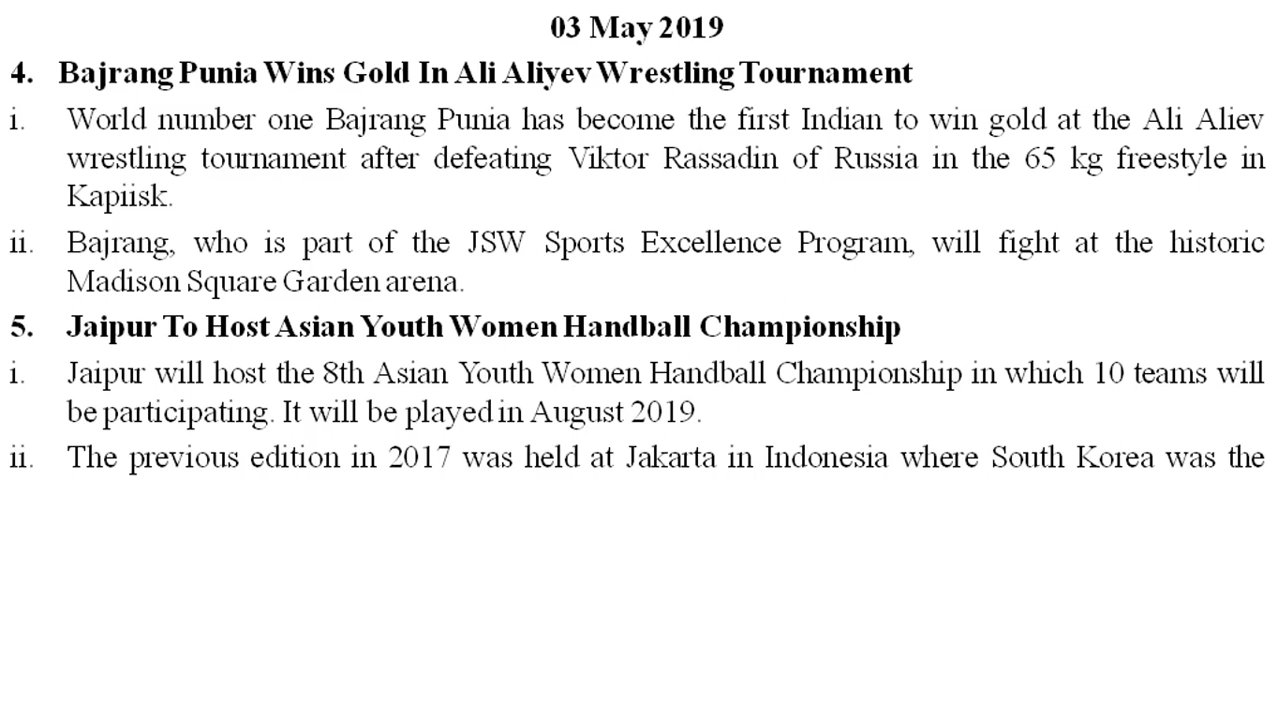 03 May 2019
4. Bajrang Punia Wins Gold In Ali Aliyev Wrestling Tournament
i. World number one Bajrang Punia has become the first Indian to win gold at the Ali Aliev
wrestling tournament after defeating Viktor Rassadin of Russia in the 65 kg freestyle in
Kapiisk.
ii. Bajrang, who is part of the JSW Sports Excellence Program, will fight at the historic
Madison Square Garden arena.
5. Jaipur To Host Asian Youth Women Handball Championship
i. Jaipur will host the 8th Asian Youth Women Handball Championship in which 10 teams will
be participating. It will be played in August 2019.
ii. The previous edition in 2017 was held at Jakarta in Indonesia where South Korea was the